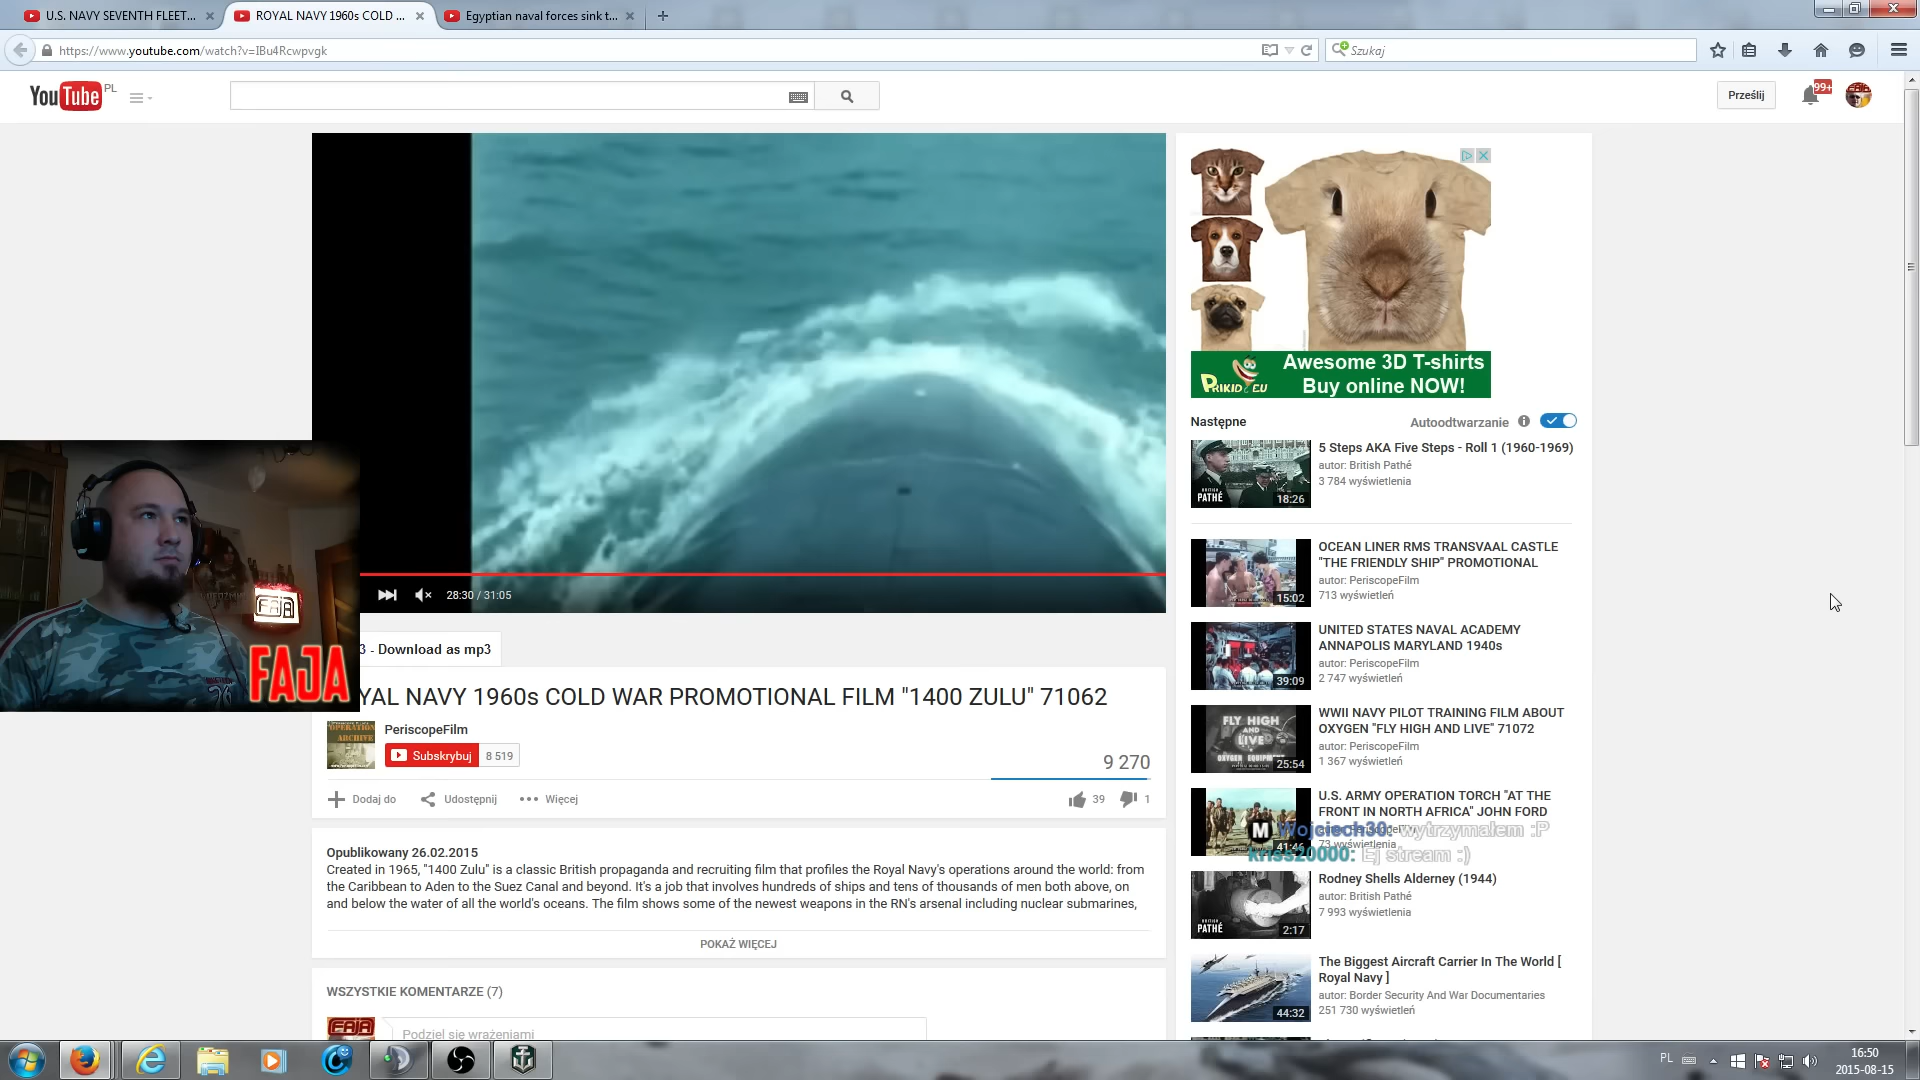 U.S. NAVY SEVENTH FLEET...
ROYAL NAVY 1960s COLD ...
Egyptian naval forces sink t...
https://www.youtube.com/watch?v=IBu4Rcwpvgk
Szukaj
YouTube PL
Prześlij
99+
Awesome 3D T-shirts
Buy online NOW!
PRIKID.EU
28:30 / 31:05
FAJA
FAJA
3 - Download as mp3
YAL NAVY 1960s COLD WAR PROMOTIONAL FILM "1400 ZULU" 71062
PeriscopeFilm
Subskrybuj 8 519
9 270
Dodaj do
Udostępnij
Więcej
39
1
Opublikowany 26.02.2015
Created in 1965, "1400 Zulu" is a classic British propaganda and recruiting film that profiles the Royal Navy's operations around the world: from
the Caribbean to Aden to the Suez Canal and beyond. It's a job that involves hundreds of ships and tens of thousands of men both above, on
and below the water of all the world's oceans. The film shows some of the newest weapons in the RN's arsenal including nuclear submarines,
POKAŻ WIĘCEJ
WSZYSTKIE KOMENTARZE (7)
FAJA
Podziel się wrażeniami
Następne
Autoodtwarzanie
5 Steps AKA Five Steps - Roll 1 (1960-1969)
autor: British Pathé
3 784 wyświetlenia
BRITISH
PATHÉ
18:26
OCEAN LINER RMS TRANSVAAL CASTLE
"THE FRIENDLY SHIP" PROMOTIONAL
autor: PeriscopeFilm
713 wyświetleń
15:02
UNITED STATES NAVAL ACADEMY
ANNAPOLIS MARYLAND 1940s
autor: PeriscopeFilm
2 747 wyświetleń
39:09
WWII NAVY PILOT TRAINING FILM ABOUT
OXYGEN "FLY HIGH AND LIVE" 71072
autor: PeriscopeFilm
1 367 wyświetleń
FLY HIGH
AND
LIVE
25:54
U.S. ARMY OPERATION TORCH "AT THE
FRONT IN NORTH AFRICA" JOHN FORD
73 wyświetlenia
41:46
M Wojciech30: wytrzymałem :P
kriss20000: Ej stream :)
Rodney Shells Alderney (1944)
autor: British Pathé
7 993 wyświetlenia
BRITISH
PATHÉ
2:17
The Biggest Aircraft Carrier In The World [
Royal Navy ]
autor: Border Security And War Documentaries
251 730 wyświetleń
44:32
PL
16:50
2015-08-15